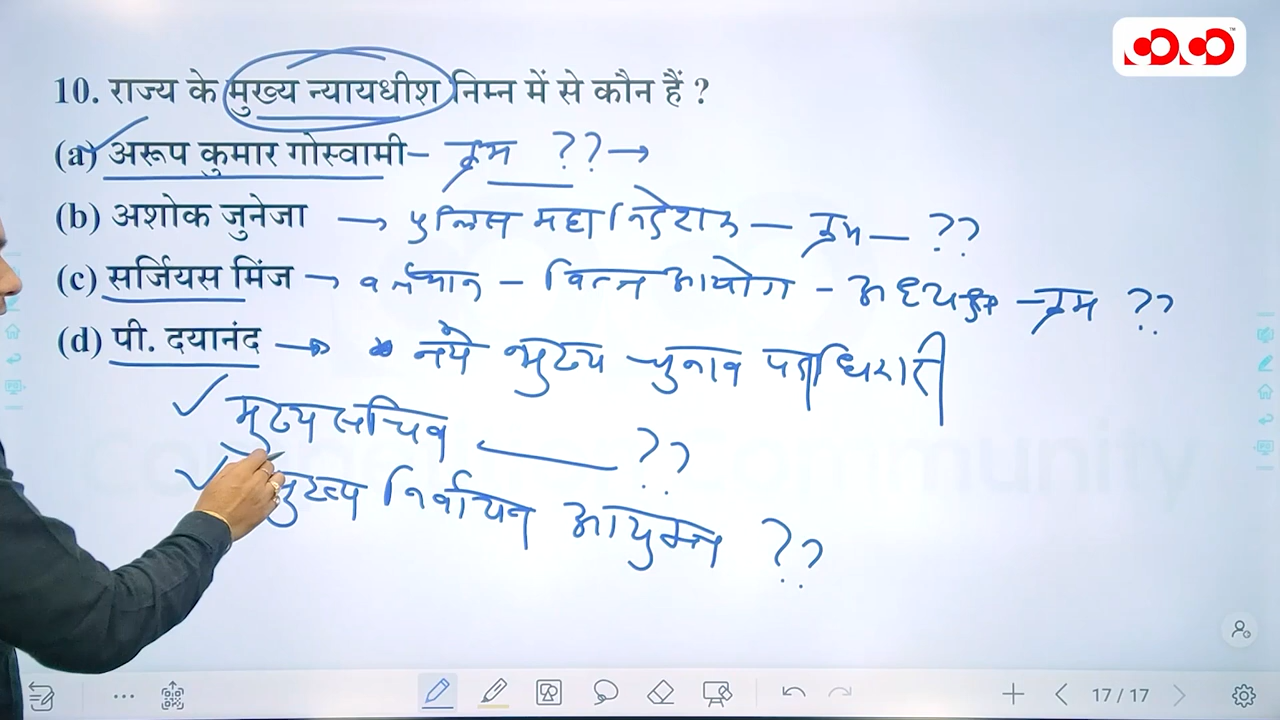 10. राज्य के मुख्य न्यायधीश निम्न में से कौन हैं ?
(a) अरूप कुमार गोस्वामी – क्रम ?? →
(b) अशोक जुनेजा → पुलिस महानिदेशक – क्रम – ??
(c) सर्जियस मिंज → वर्तमान – वित्त आयोग – अध्यक्ष – क्रम ??
(d) पी. दयानंद → नये मुख्य चुनाव पदाधिकारी
✓ मुख्य सचिव —— ??
✓ मुख्य निर्वाचन आयुक्त ??
17 / 17